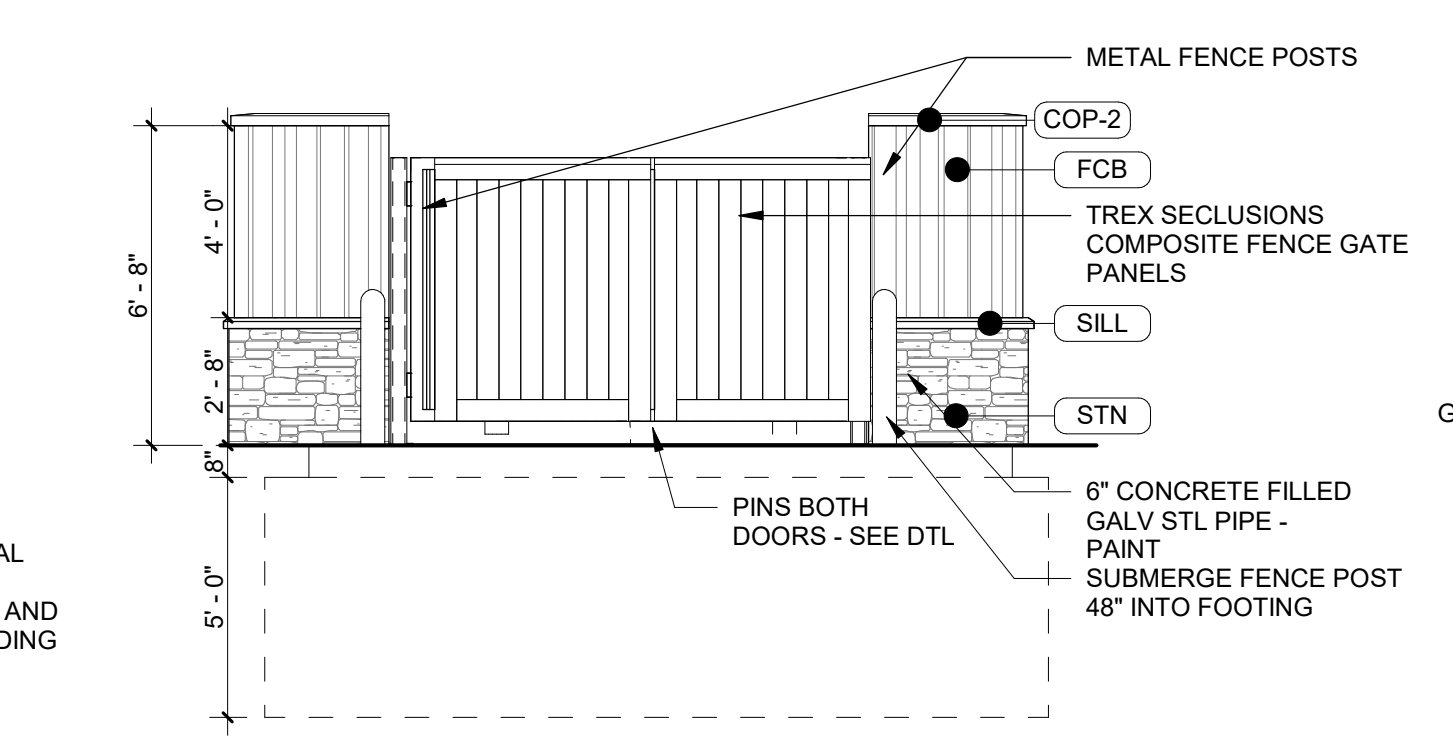 METAL FENCE POSTS
COP-2
FCB
TREX SECLUSIONS
COMPOSITE FENCE GATE
PANELS
SILL
STN
6" CONCRETE FILLED
GALV STL PIPE -
PAINT
SUBMERGE FENCE POST
48" INTO FOOTING
PINS BOTH
DOORS - SEE DTL
6' - 8"
4' - 0"
2' - 8"
8"
5' - 0"
AL
AND
DING
G